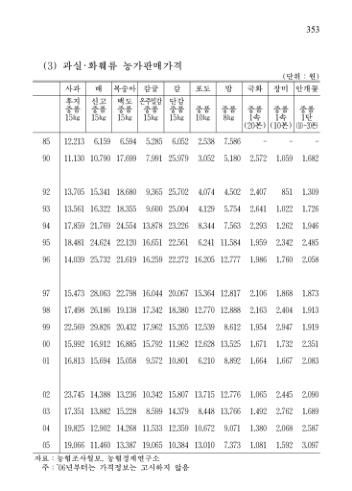 353
(3) 과실·화훼류 농가판매가격
(단위 : 원)
사과 배 복숭아 감귤 감 포도 밤 국화 장미 안개꽃
후지 신고 백도 온주밀감 단감
중품 중품 중품 중품 중품 중품 중품 중품 중품 중품
15kg 15kg 15kg 15kg 15kg 10kg 8kg 1속 1속 1단
(20본) (10본)
85 12,213 6,159 6,594 5,285 6,052 2,538 7,586 - - -
90 11,130 10,790 17,699 7,991 25,979 3,052 5,180 2,572 1,059 1,682
92 13,705 15,341 18,680 9,365 25,702 4,074 4,502 2,407 851 1,309
93 13,561 16,322 18,355 9,600 25,004 4,129 5,754 2,641 1,022 1,726
94 17,859 21,769 24,554 13,878 23,226 8,344 7,563 2,293 1,262 1,946
95 18,481 24,624 22,120 16,651 22,561 6,241 11,584 1,959 2,342 2,485
96 14,039 25,732 21,619 16,259 22,272 16,205 12,777 1,986 1,760 2,058
97 15,473 28,063 22,798 16,044 20,067 15,364 12,817 2,106 1,868 1,873
98 17,498 26,186 19,138 17,342 18,380 12,770 12,888 2,163 2,404 1,913
99 22,569 29,826 20,432 17,962 15,205 12,539 8,612 1,954 2,947 1,919
00 15,992 16,912 16,885 15,792 11,962 12,628 13,525 1,671 1,732 2,351
01 16,813 15,694 15,058 9,572 10,801 6,210 8,892 1,664 1,667 2,083
02 23,745 14,388 13,236 10,342 15,807 13,715 12,776 1,065 2,445 2,090
03 17,351 13,882 15,228 8,599 14,379 8,448 13,766 1,492 2,762 1,689
04 19,825 12,902 14,268 11,533 12,359 10,672 9,071 1,380 2,068 2,587
05 19,066 11,460 13,387 19,065 10,384 13,010 7,373 1,081 1,592 3,097
자료 : 농협조사월보, 농협경제연구소
주 : '06년부터는 가격정보는 고시하지 않음